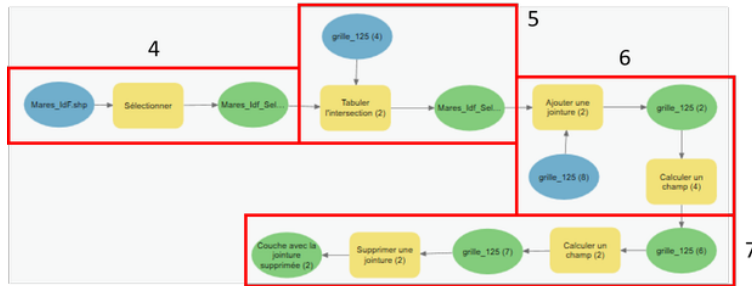 4
5
6
7
Mares_IdF.shp
Sélectionner
Mares_Idf_Sel...
grille_125 (4)
Tabuler
l'intersection (2)
Mares_Idf_Sel...
Ajouter une
jointure (2)
grille_125 (2)
grille_125 (8)
Calculer un
champ (4)
Couche avec la
jointure
supprimée (2)
Supprimer une
jointure (2)
grille_125 (7)
Calculer un
champ (2)
grille_125 (6)